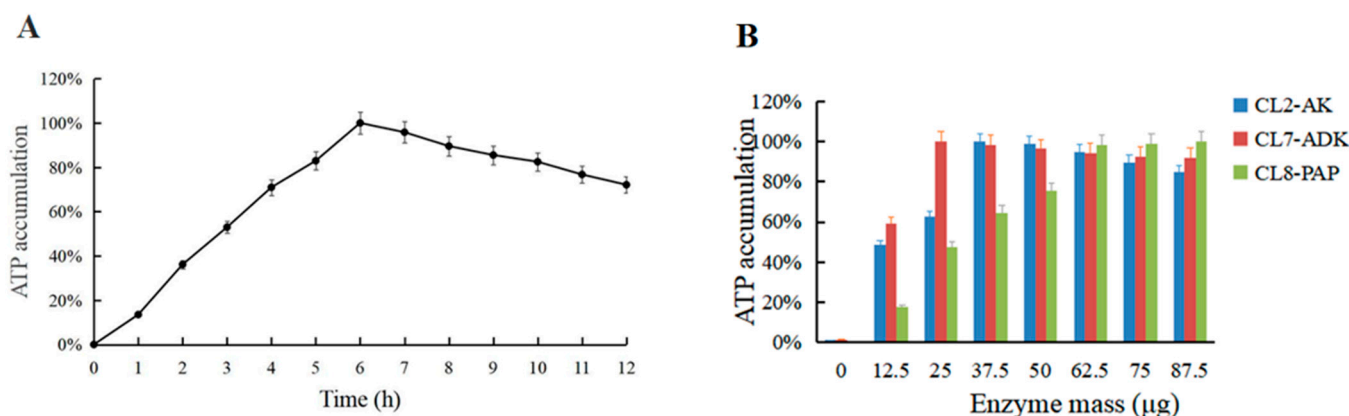 A
120%
100%
80%
60%
40%
20%
0%
ATP accumulation
0 1 2 3 4 5 6 7 8 9 10 11 12
Time (h)
B
120%
100%
80%
60%
40%
20%
0%
ATP accumulation
0 12.5 25 37.5 50 62.5 75 87.5
Enzyme mass (μg)
CL2-AK
CL7-ADK
CL8-PAP